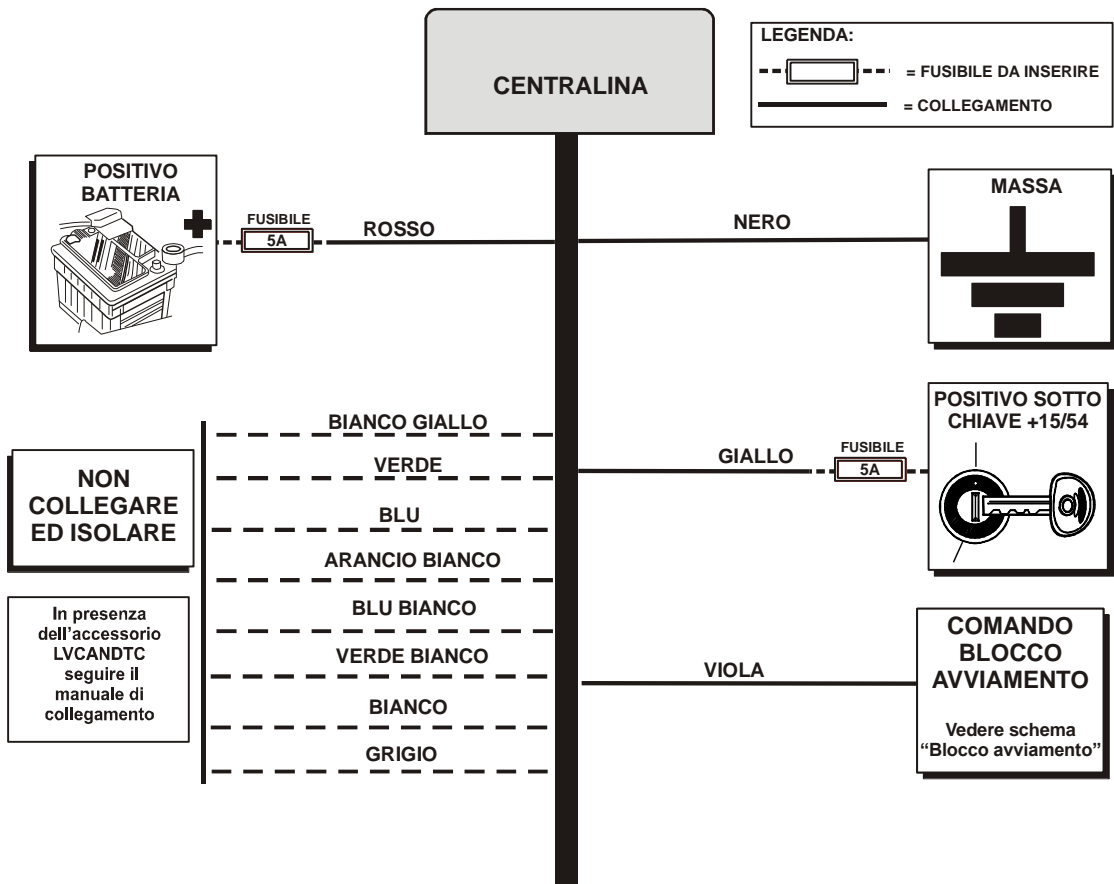 CENTRALINA
LEGENDA:
= FUSIBILE DA INSERIRE
= COLLEGAMENTO
POSITIVO
BATTERIA
FUSIBILE
5A
ROSSO
NERO
MASSA
BIANCO GIALLO
VERDE
BLU
ARANCIO BIANCO
BLU BIANCO
VERDE BIANCO
BIANCO
GRIGIO
NON
COLLEGARE
ED ISOLARE
In presenza
dell'accessorio
LVCANDTC
seguire il
manuale di
collegamento
GIALLO
FUSIBILE
5A
POSITIVO SOTTO
CHIAVE +15/54
VIOLA
COMANDO
BLOCCO
AVVIAMENTO
Vedere schema
“Blocco avviamento”